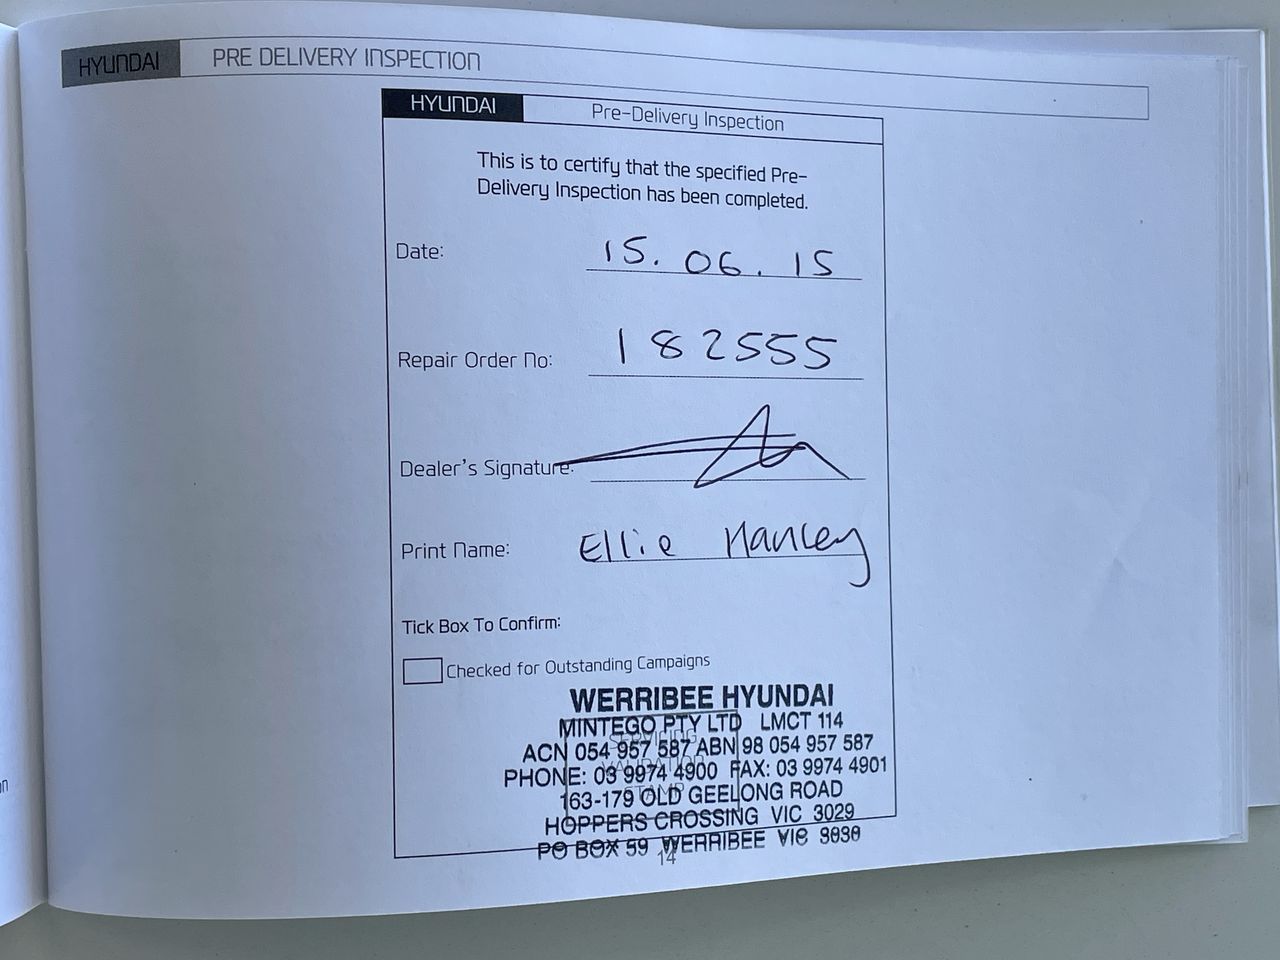 HYUNDAI PRE DELIVERY INSPECTION
HYUNDAI Pre-Delivery Inspection
This is to certify that the specified Pre-
Delivery Inspection has been completed.
Date: 15.06.15
Repair Order No: 182555
Dealer's Signature:
Print Name: Ellie Hanley
Tick Box To Confirm:
Checked for Outstanding Campaigns
WERRIBEE HYUNDAI
MINTEGO PTY LTD LMCT 114
SERVICING
ACN 054 957 587 ABN 98 054 957 587
VALIDATION
PHONE: 03 9974 4900 FAX: 03 9974 4901
STAMP
163-179 OLD GEELONG ROAD
HOPPERS CROSSING VIC 3029
PO BOX 59 WERRIBEE VIC 3030
14